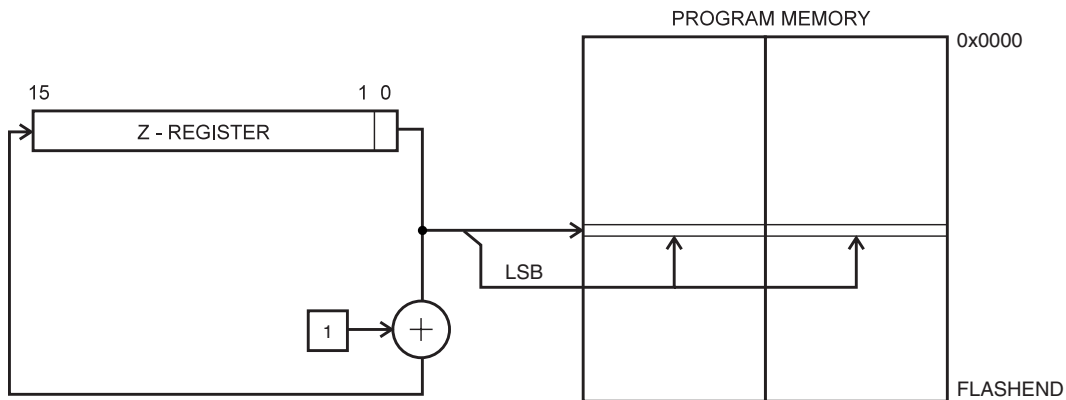 PROGRAM MEMORY
0x0000
15
1 0
Z - REGISTER
LSB
1
+
FLASHEND